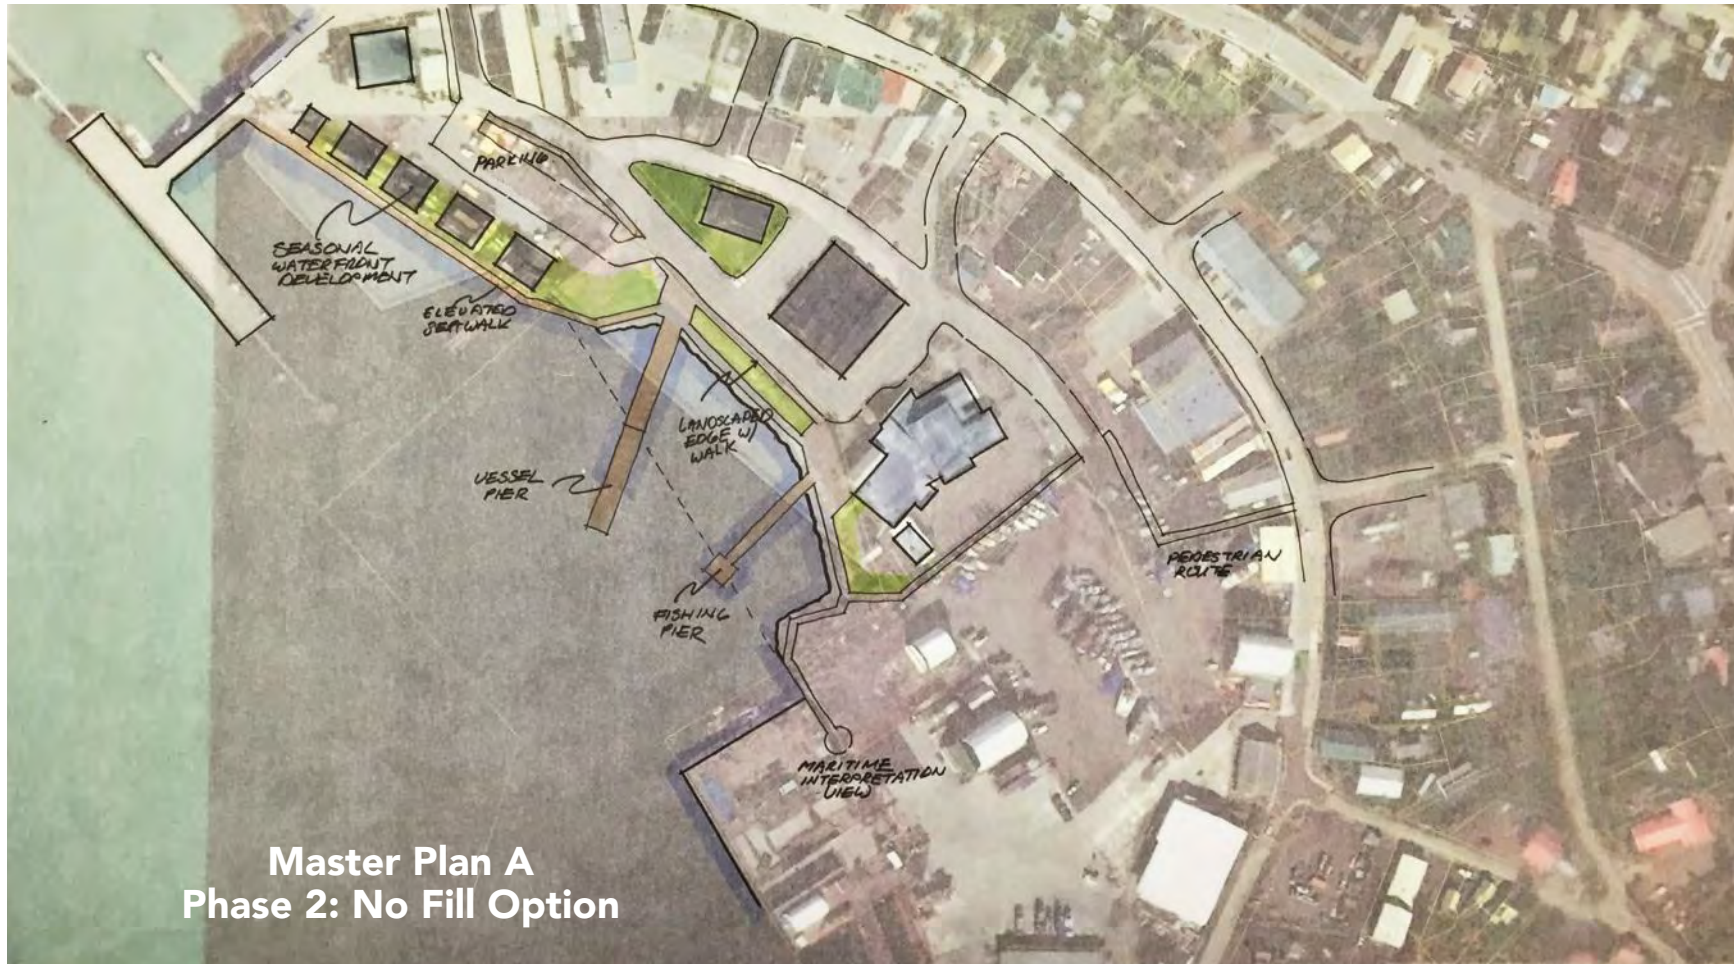 PARKING
SEASONAL
WATERFRONT
DEVELOPMENT
ELEVATED
SEAWALK
LANDSCAPED
EDGE W/
WALK
VESSEL
PIER
FISHING
PIER
PEDESTRIAN
ROUTE
MARITIME
INTERPRETATION
VIEW
Master Plan A
Phase 2: No Fill Option